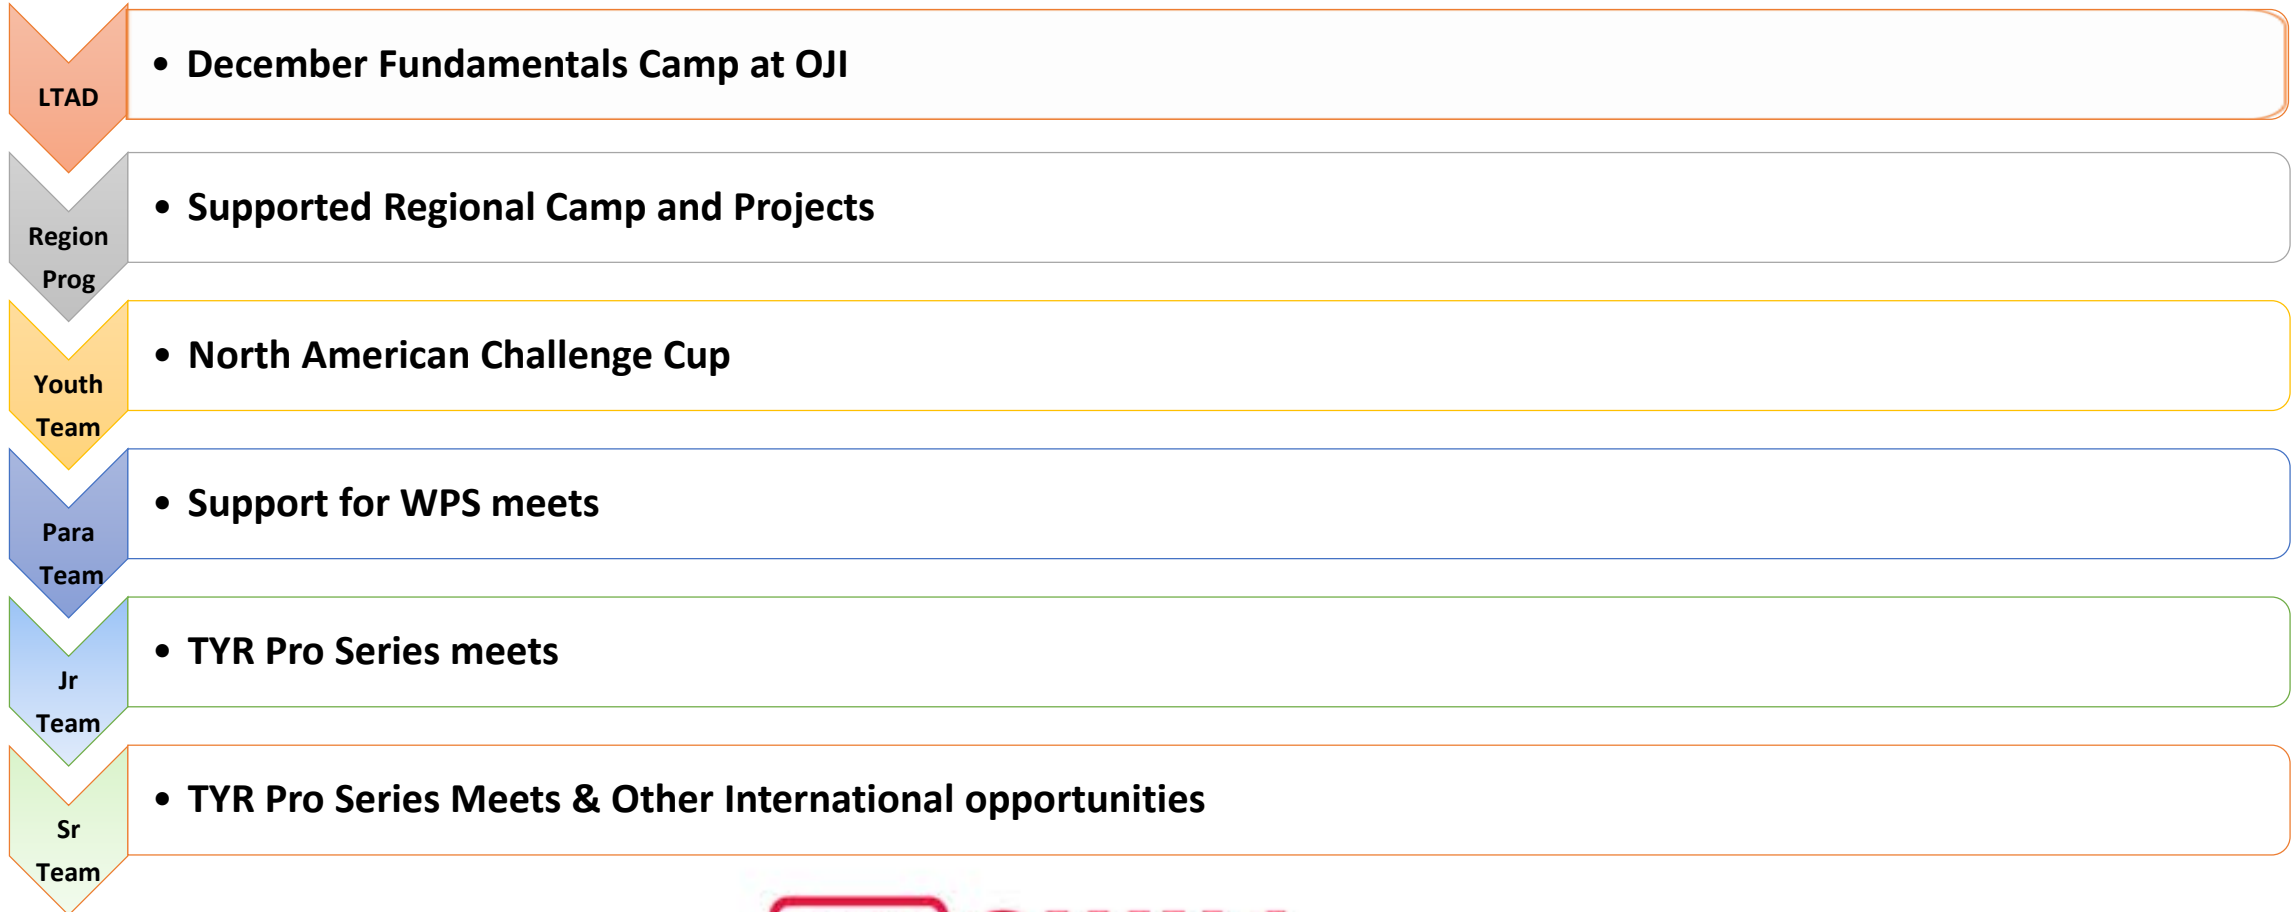 LTAD
• December Fundamentals Camp at OJI
Region
Prog
• Supported Regional Camp and Projects
Youth
Team
• North American Challenge Cup
Para
Team
• Support for WPS meets
Jr
Team
• TYR Pro Series meets
Sr
Team
• TYR Pro Series Meets & Other International opportunities